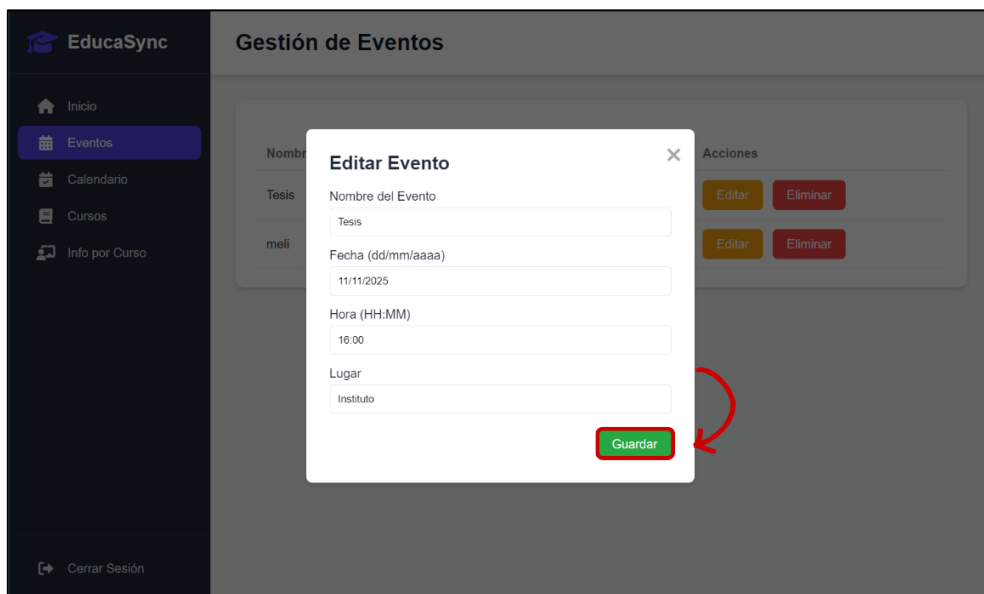 EducaSync
Gestión de Eventos
Inicio
Eventos
Calendario
Cursos
Info por Curso
Cerrar Sesión
Nombr
Acciones
Tesis
Editar
Eliminar
meli
Editar
Eliminar
Editar Evento
×
Nombre del Evento
Tesis
Fecha (dd/mm/aaaa)
11/11/2025
Hora (HH:MM)
16:00
Lugar
Instituto
Guardar